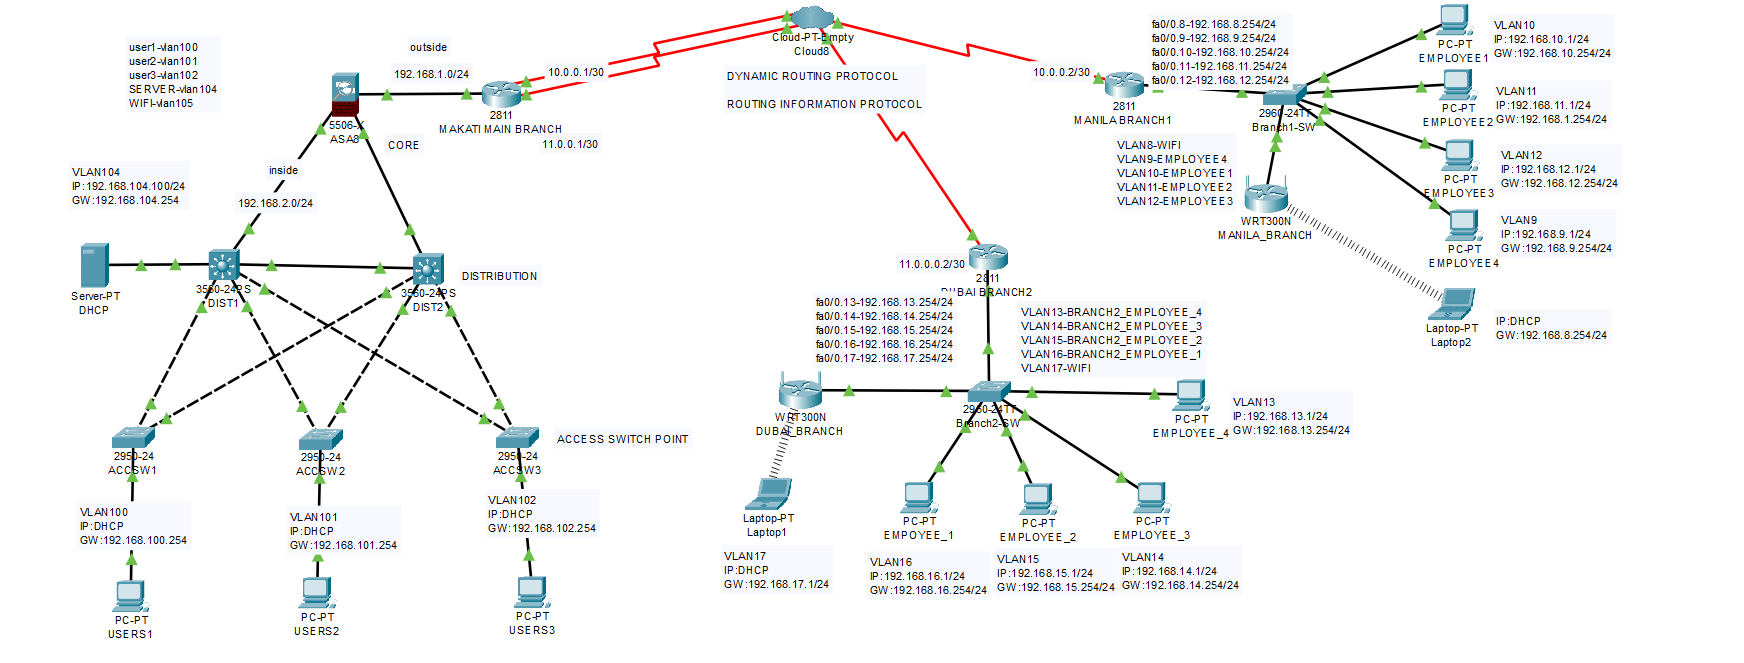 user1-vlan100
user2-vlan101
user3-vlan102
SERVER-vlan104
WIFI-vlan105
outside
192.168.1.0/24
5506-X
ASA8
2811
MAKATI MAIN BRANCH
10.0.0.1/30
11.0.0.1/30
CORE
inside
192.168.2.0/24
VLAN104
IP:192.168.104.100/24
GW:192.168.104.254
Server-PT
DHCP
3560-24PS
DIST1
3560-24PS
DIST2
DISTRIBUTION
2950-24
ACCSW1
2950-24
ACCSW2
2950-24
ACCSW3
ACCESS SWITCH POINT
VLAN100
IP:DHCP
GW:192.168.100.254
VLAN101
IP:DHCP
GW:192.168.101.254
VLAN102
IP:DHCP
GW:192.168.102.254
PC-PT
USERS1
PC-PT
USERS2
PC-PT
USERS3
Cloud-PT-Empty
Cloud8
DYNAMIC ROUTING PROTOCOL
ROUTING INFORMATION PROTOCOL
10.0.0.2/30
2811
MANILA BRANCH1
fa0/0.8-192.168.8.254/24
fa0/0.9-192.168.9.254/24
fa0/0.10-192.168.10.254/24
fa0/0.11-192.168.11.254/24
fa0/0.12-192.168.12.254/24
2960-24TT
Branch1-SW
VLAN8-WIFI
VLAN9-EMPLOYEE4
VLAN10-EMPLOYEE1
VLAN11-EMPLOYEE2
VLAN12-EMPLOYEE3
WRT300N
MANILA_BRANCH
PC-PT
EMPLOYEE1
VLAN10
IP:192.168.10.1/24
GW:192.168.10.254/24
PC-PT
EMPLOYEE2
VLAN11
IP:192.168.11.1/24
GW:192.168.1.254/24
PC-PT
EMPLOYEE3
VLAN12
IP:192.168.12.1/24
GW:192.168.12.254/24
PC-PT
EMPLOYEE4
VLAN9
IP:192.168.9.1/24
GW:192.168.9.254/24
Laptop-PT
Laptop2
IP:DHCP
GW:192.168.8.254/24
11.0.0.0.2/30
2811
DUBAI BRANCH2
fa0/0.13-192.168.13.254/24
fa0/0.14-192.168.14.254/24
fa0/0.15-192.168.15.254/24
fa0/0.16-192.168.16.254/24
fa0/0.17-192.168.17.254/24
VLAN13-BRANCH2_EMPLOYEE_4
VLAN14-BRANCH2_EMPLOYEE_3
VLAN15-BRANCH2_EMPLOYEE_2
VLAN16-BRANCH2_EMPLOYEE_1
VLAN17-WIFI
WRT300N
DUBAI_BRANCH
2960-24TT
Branch2-SW
PC-PT
EMPLOYEE_4
VLAN13
IP:192.168.13.1/24
GW:192.168.13.254/24
Laptop-PT
Laptop1
VLAN17
IP:DHCP
GW:192.168.17.1/24
PC-PT
EMPOYEE_1
VLAN16
IP:192.168.16.1/24
GW:192.168.16.254/24
PC-PT
EMPLOYEE_2
VLAN15
IP:192.168.15.1/24
GW:192.168.15.254/24
PC-PT
EMPLOYEE_3
VLAN14
IP:192.168.14.1/24
GW:192.168.14.254/24